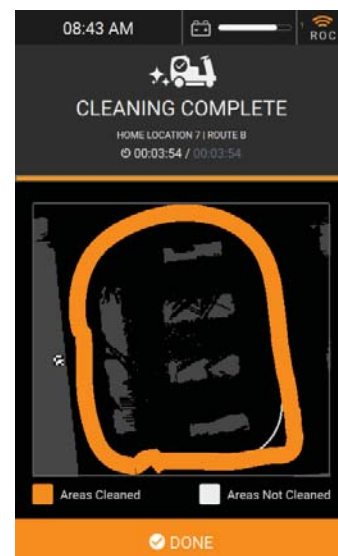 08:43 AM
ROC
CLEANING COMPLETE
HOME LOCATION 7 | ROUTE B
00:03:54 / 00:03:54
Areas Cleaned
Areas Not Cleaned
DONE